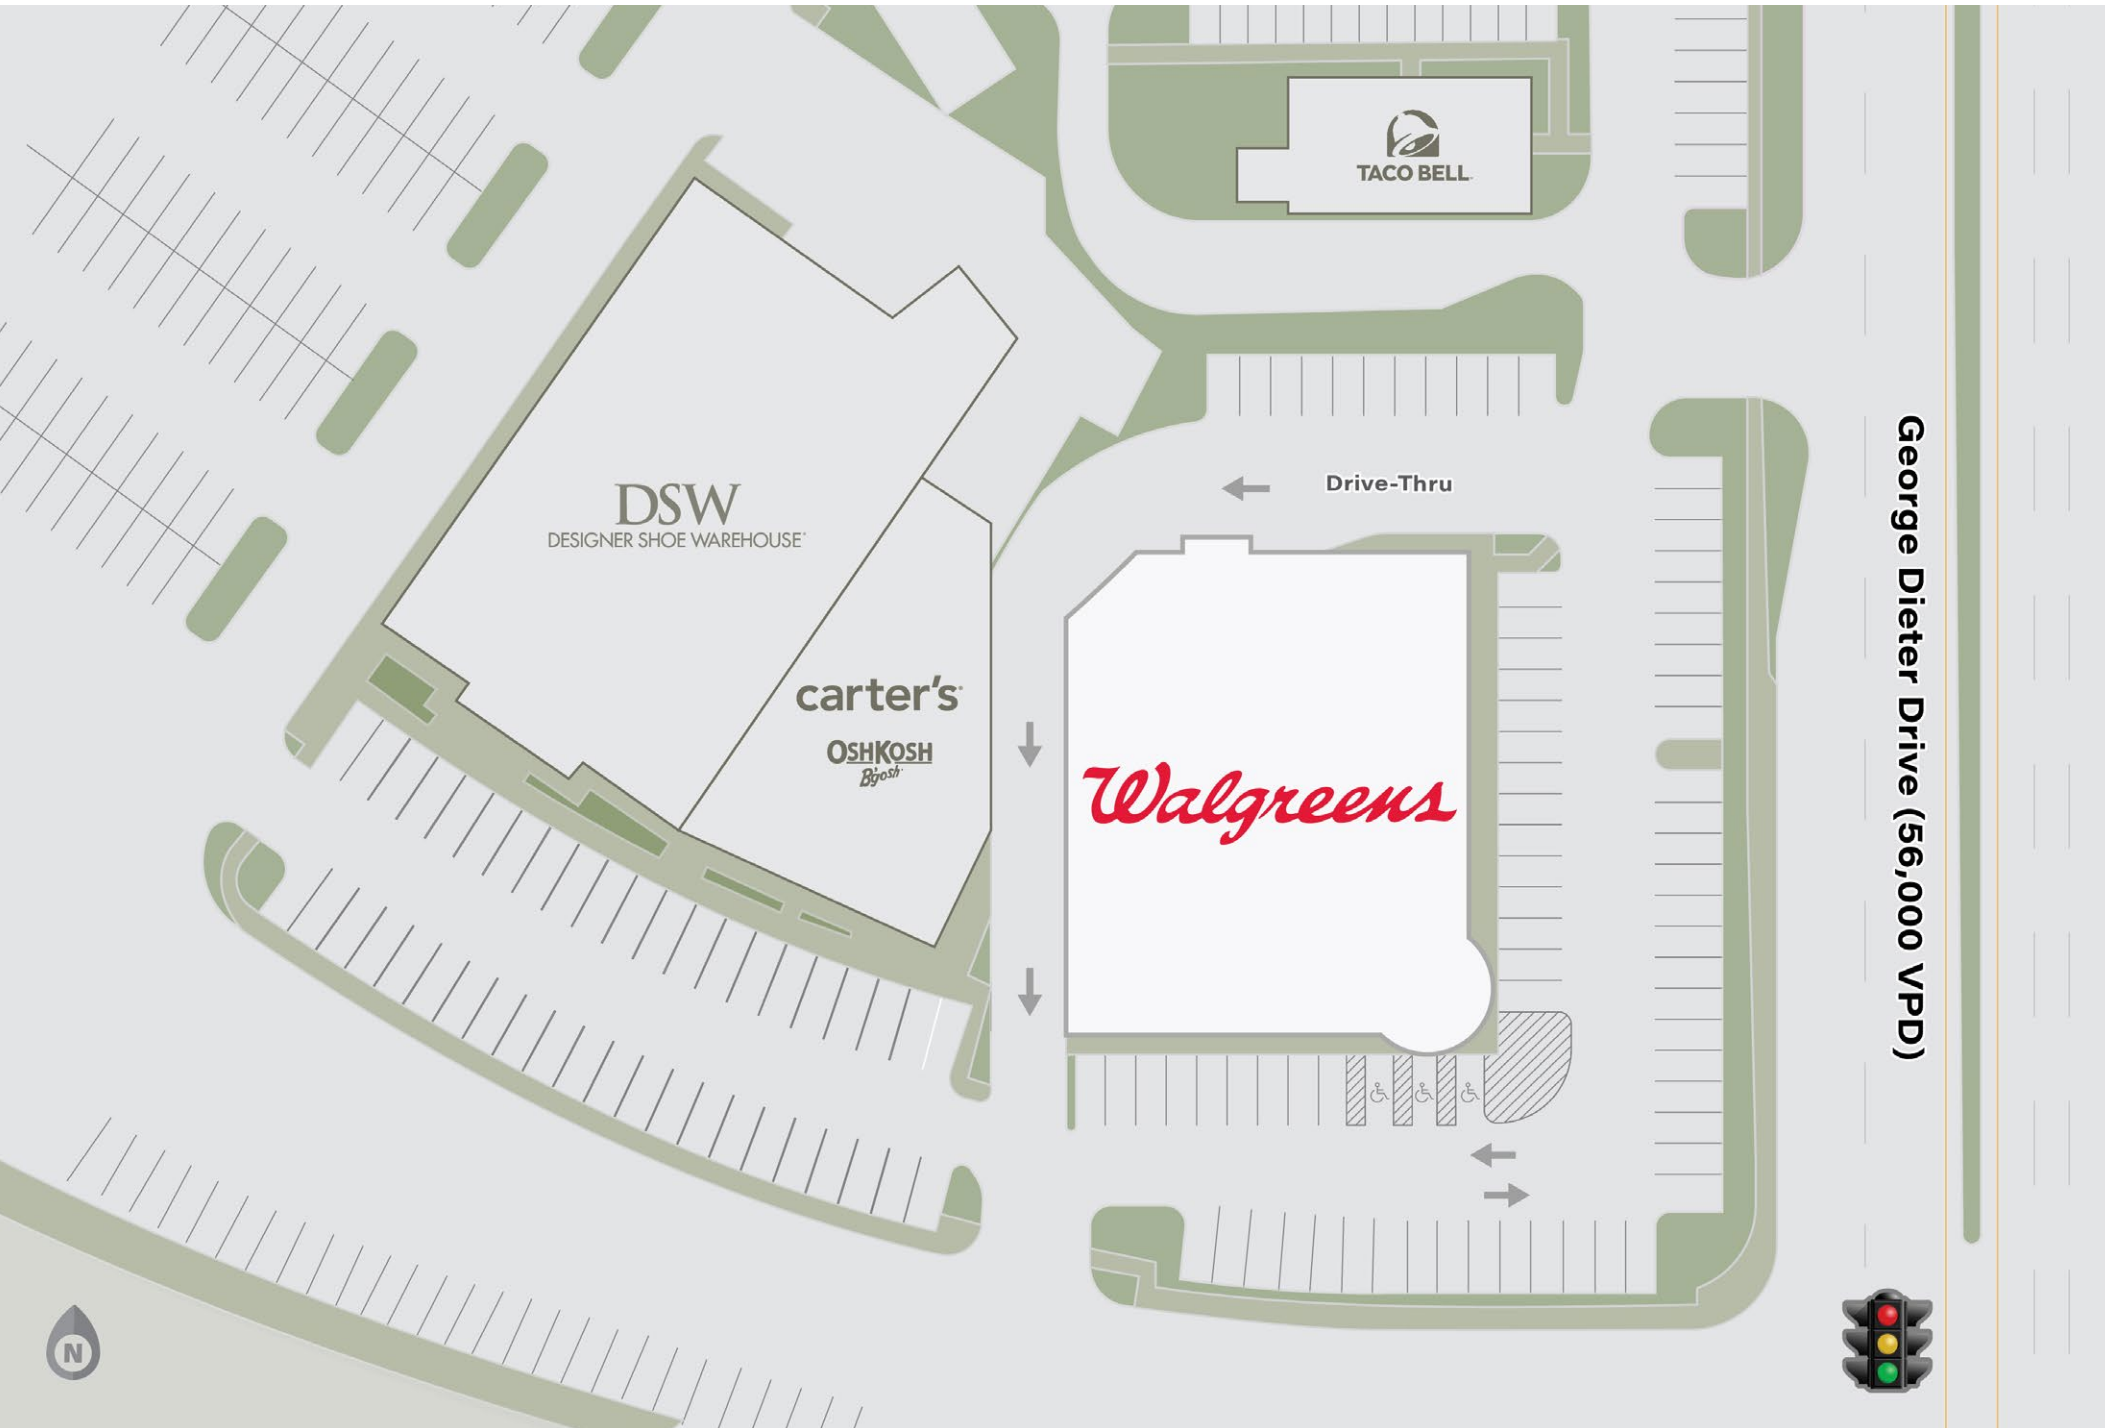 TACO BELL
DSW
DESIGNER SHOE WAREHOUSE
Drive-Thru
carter's
OSHKOSH
B'gosh
Walgreens
George Dieter Drive (56,000 VPD)
N